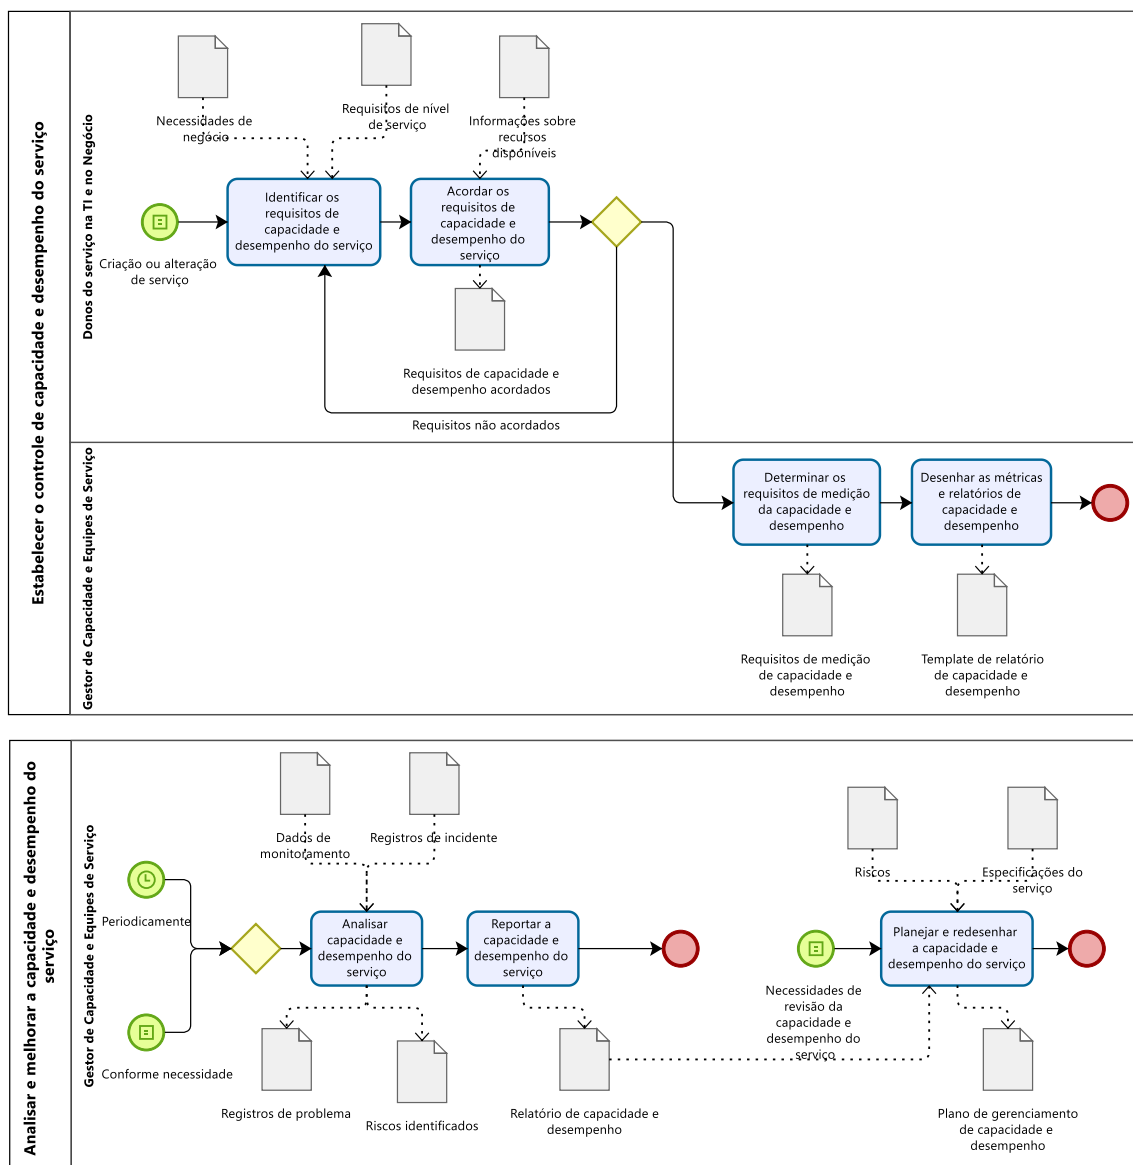 Estabelecer o controle de capacidade e desempenho do serviço
Donos do serviço na TI e no Negócio
Necessidades de
negócio
Requisitos de nível
de serviço
Informações sobre
recursos
disponíveis
Criação ou alteração
de serviço
Identificar os
requisitos de
capacidade e
desempenho do serviço
Acordar os
requisitos de
capacidade e
desempenho do
serviço
Requisitos de capacidade e
desempenho acordados
Requisitos não acordados
Gestor de Capacidade e Equipes de Serviço
Determinar os
requisitos de medição
da capacidade e
desempenho
Desenhar as métricas
e relatórios de
capacidade e
desempenho
Requisitos de medição
de capacidade e
desempenho
Template de relatório
de capacidade e
desempenho
Analisar e melhorar a capacidade e desempenho do
serviço
Gestor de Capacidade e Equipes de Serviço
Dados de
monitoramento
Registros de incidente
Riscos
Especificações do
serviço
Periodicamente
Conforme necessidade
Analisar
capacidade e
desempenho do
serviço
Reportar a
capacidade e
desempenho do
serviço
Necessidades de
revisão da
capacidade e
desempenho do
serviço
Planejar e redesenhar
a capacidade e
desempenho do serviço
Registros de problema
Riscos identificados
Relatório de capacidade e
desempenho
Plano de gerenciamento
de capacidade e
desempenho